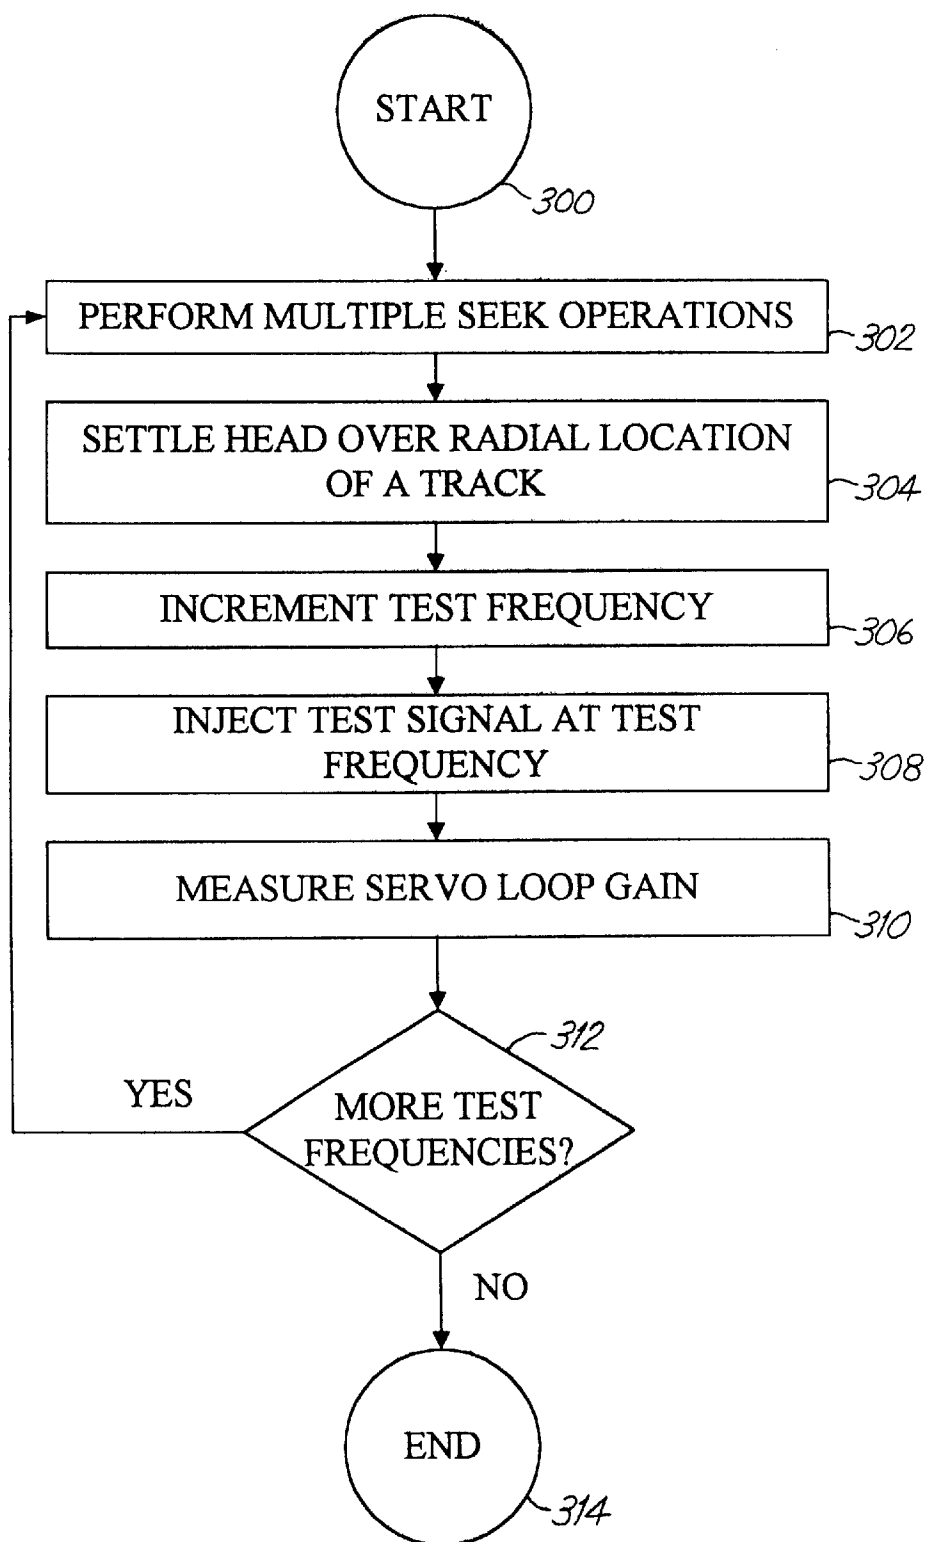 START
300
PERFORM MULTIPLE SEEK OPERATIONS
302
SETTLE HEAD OVER RADIAL LOCATION
OF A TRACK
304
INCREMENT TEST FREQUENCY
306
INJECT TEST SIGNAL AT TEST
FREQUENCY
308
MEASURE SERVO LOOP GAIN
310
312
YES
MORE TEST
FREQUENCIES?
NO
END
314